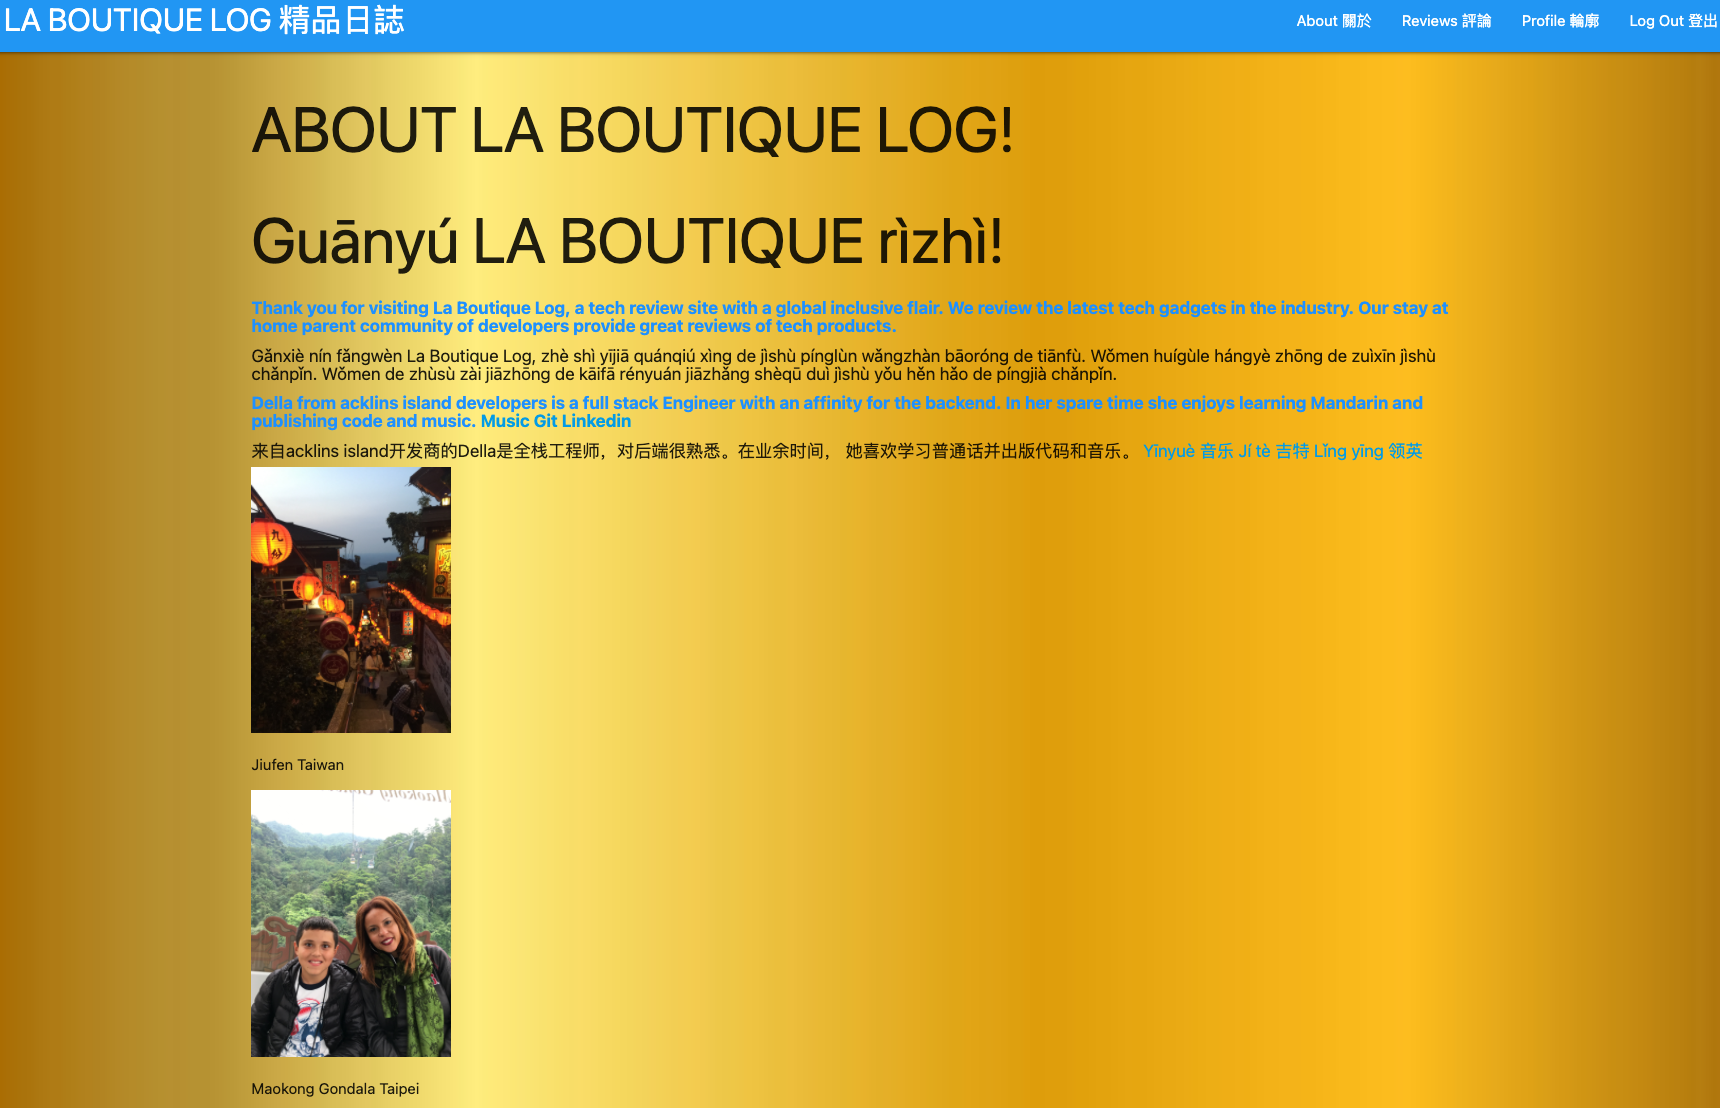 LA BOUTIQUE LOG 精品日誌
About 關於 Reviews 評論 Profile 輪廓 Log Out 登出
ABOUT LA BOUTIQUE LOG!
Guānyú LA BOUTIQUE rìzhì!
Thank you for visiting La Boutique Log, a tech review site with a global inclusive flair. We review the latest tech gadgets in the industry. Our stay at
home parent community of developers provide great reviews of tech products.
Gǎnxiè nín fǎngwèn La Boutique Log, zhè shì yījiā quánqiú xìng de jìshù pínglùn wǎngzhàn bāoróng de tiānfù. Wǒmen huígùle hángyè zhōng de zuìxīn jìshù
chǎnpǐn. Wǒmen de zhùsù zài jiāzhōng de kāifā rényuán jiāzhǎng shèqū duì jìshù yǒu hěn hǎo de píngjià chǎnpǐn.
Della from acklins island developers is a full stack Engineer with an affinity for the backend. In her spare time she enjoys learning Mandarin and
publishing code and music. Music Git Linkedin
来自acklins island开发商的Della是全栈工程师，对后端很熟悉。在业余时间， 她喜欢学习普通话并出版代码和音乐。 Yīnyuè 音乐 Jí tè 吉特 Lǐng yīng 领英
九份
Jiufen Taiwan
Maokong Gondala Taipei